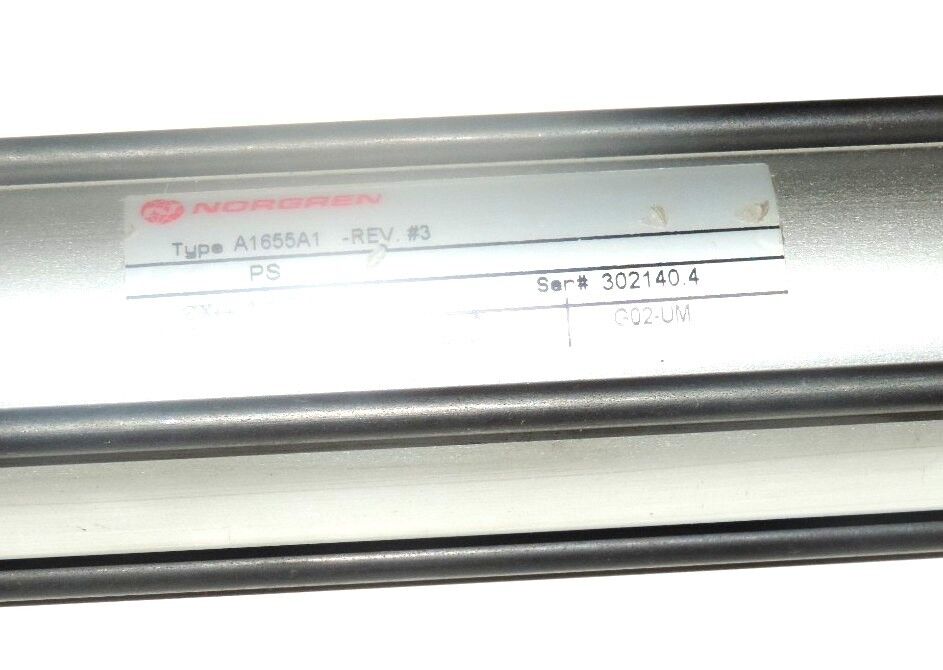 NORGREN
Type A1655A1 -REV. #3
PS
Ser# 302140.4
G02-UM